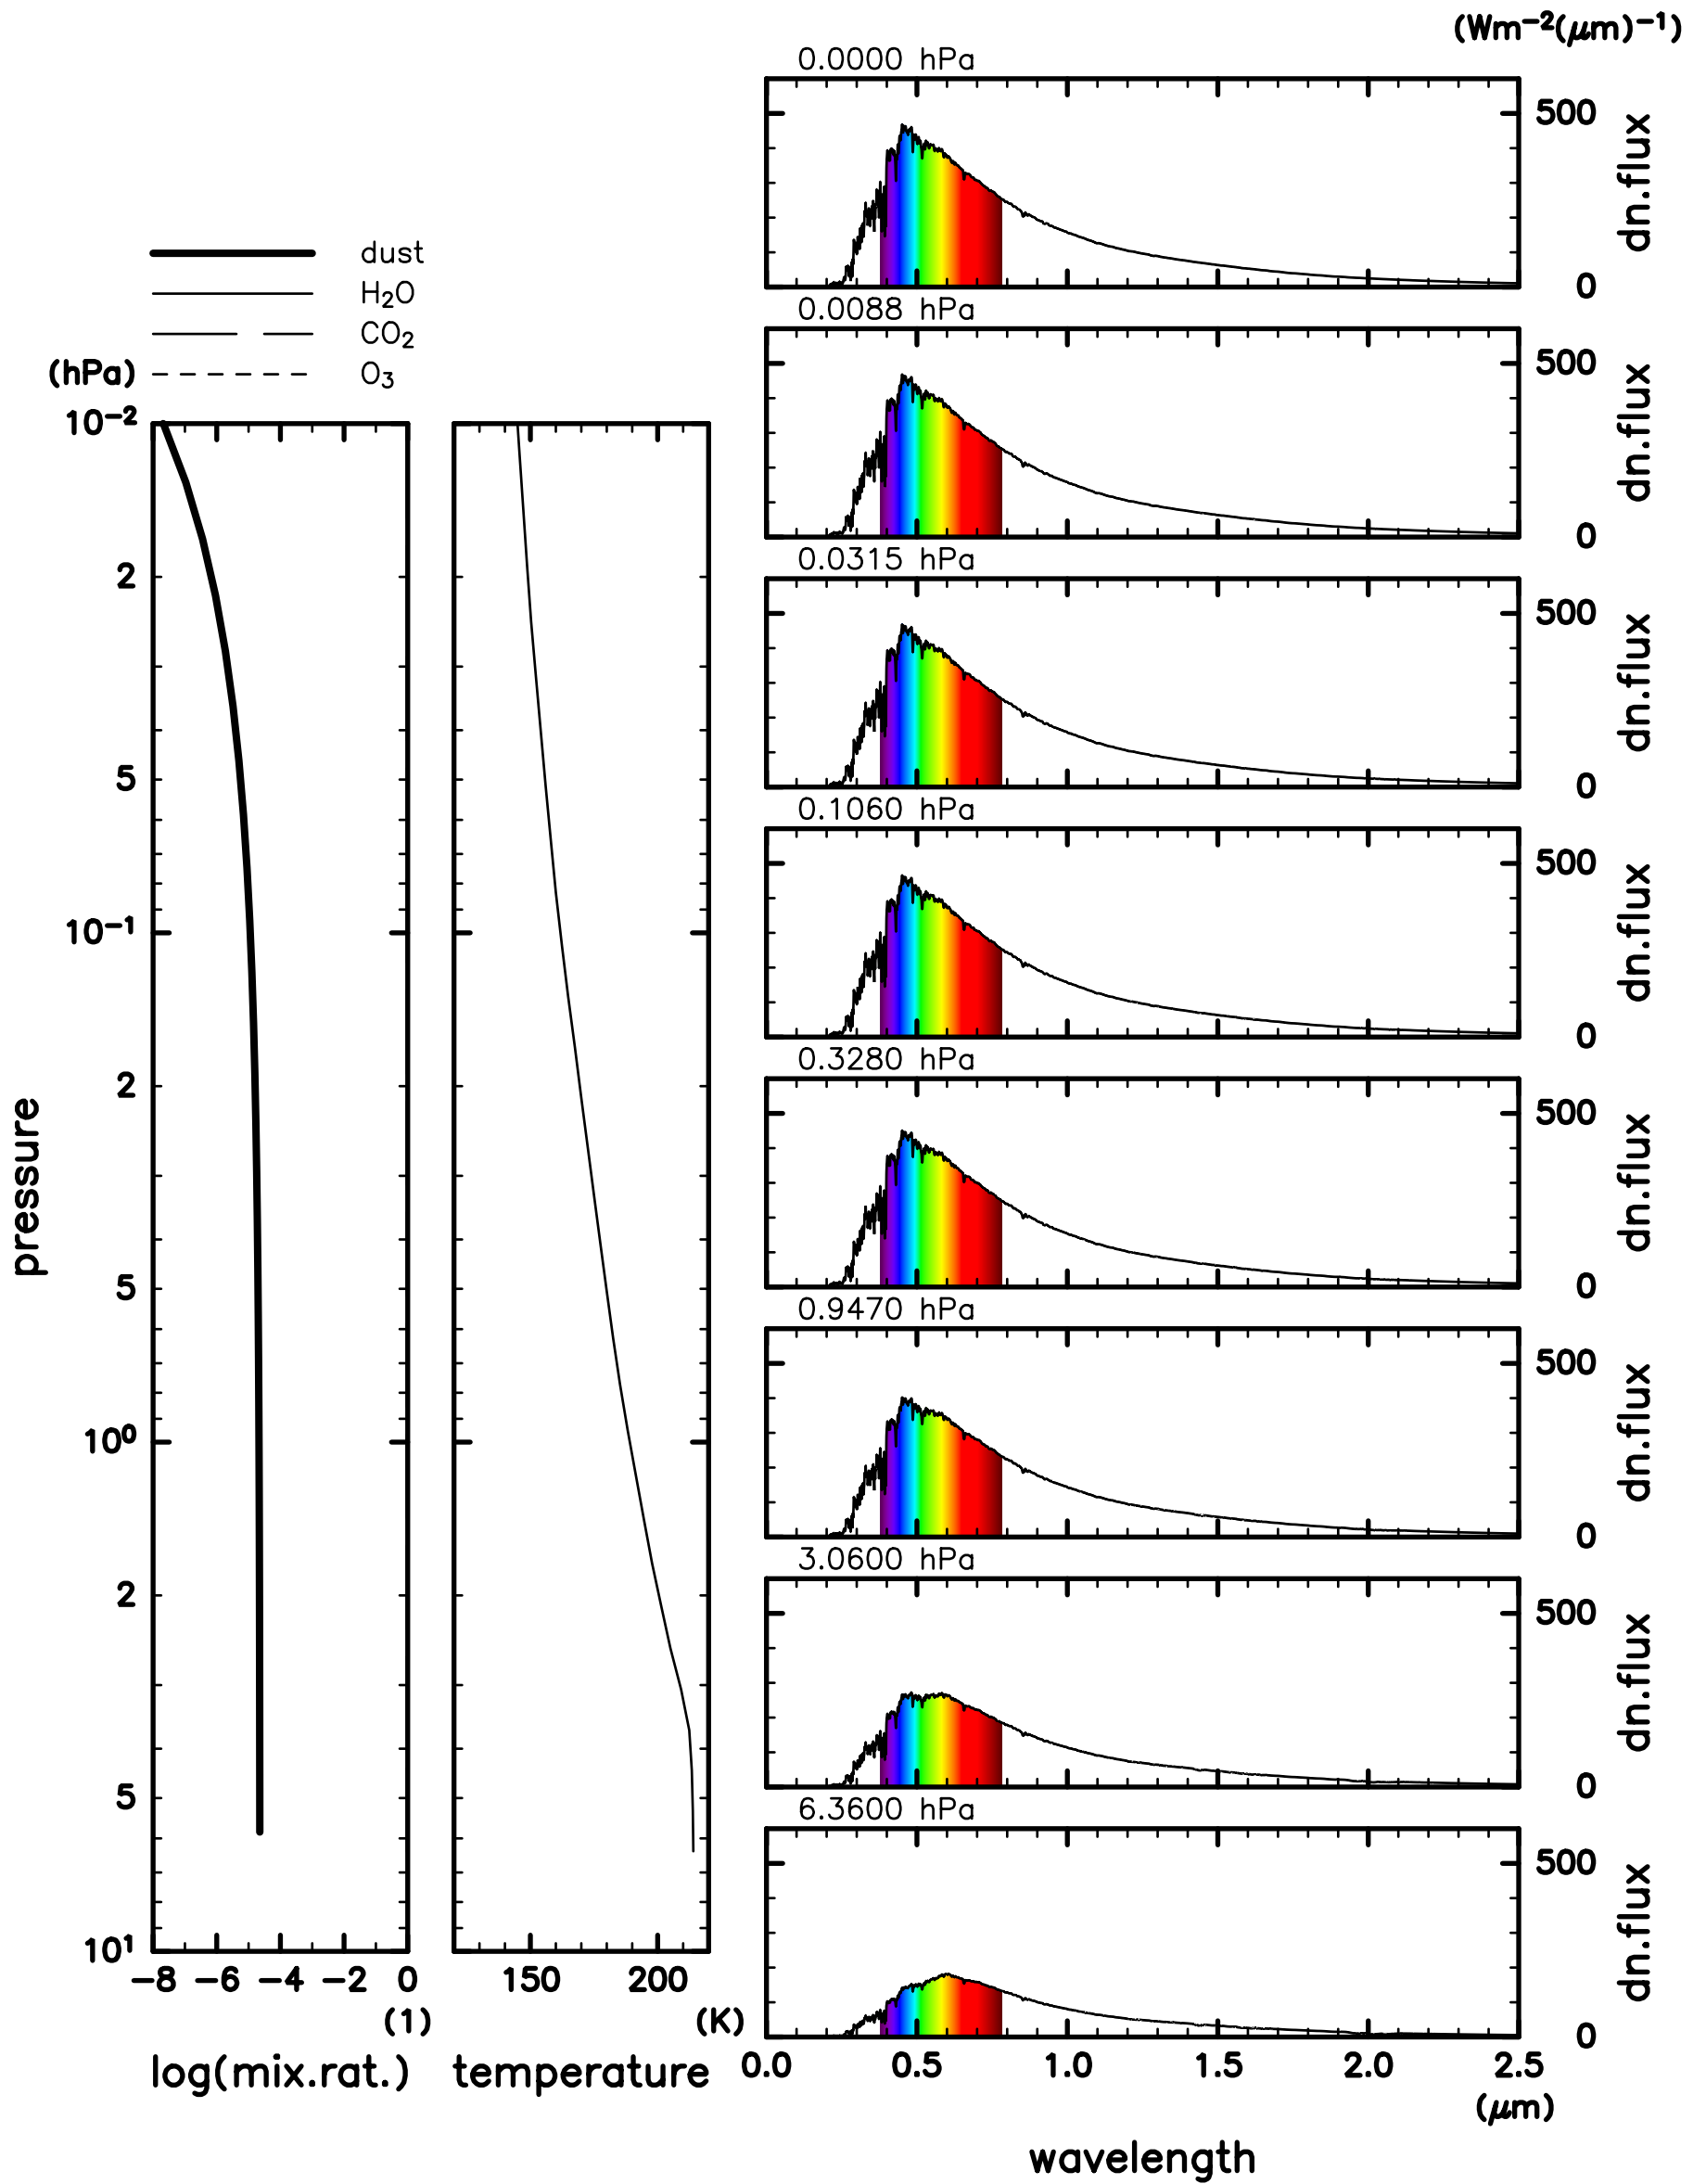 (Wm−2(μm)−1)
dust
H2O
CO2
O3
(hPa)
10−2
2
5
10−1
2
5
100
2
5
101
pressure
−8 −6 −4 −2 0
(1)
log(mix.rat.)
150 200
(K)
temperature
0.0000 hPa
500
0
dn.flux
0.0088 hPa
500
0
dn.flux
0.0315 hPa
500
0
dn.flux
0.1060 hPa
500
0
dn.flux
0.3280 hPa
500
0
dn.flux
0.9470 hPa
500
0
dn.flux
3.0600 hPa
500
0
dn.flux
6.3600 hPa
500
0
dn.flux
0.0 0.5 1.0 1.5 2.0 2.5
(μm)
wavelength